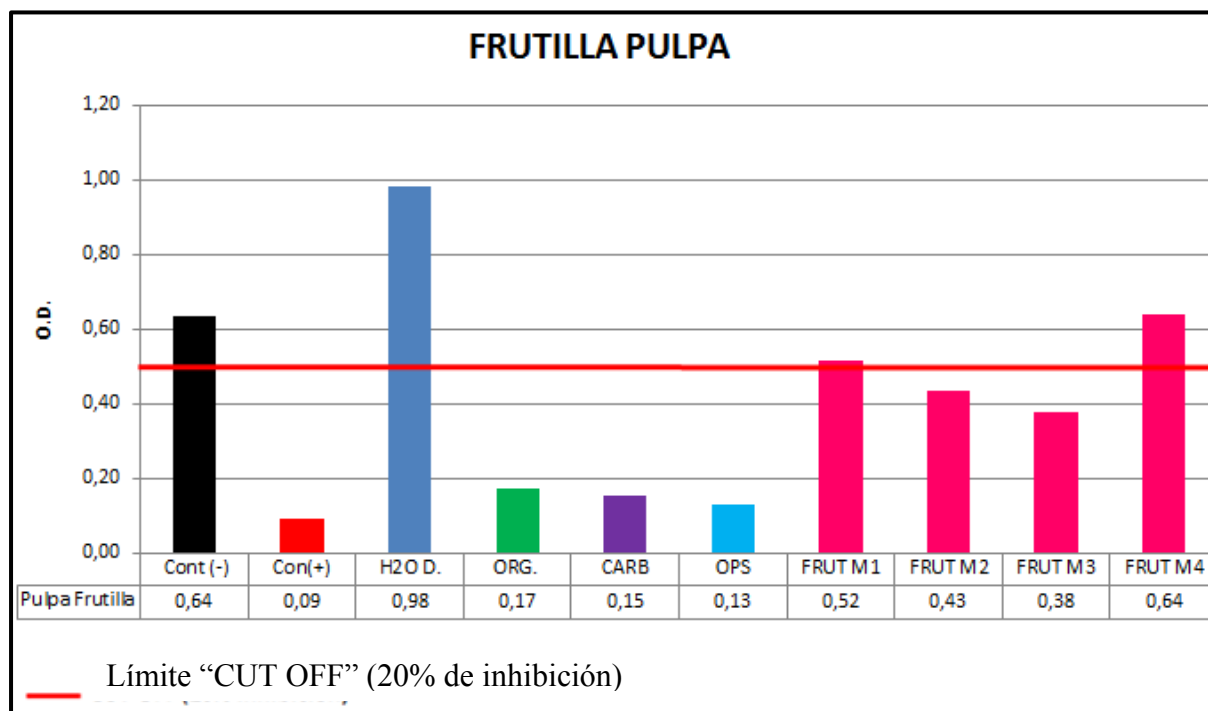 FRUTILLA PULPA
1,20
1,00
0,80
0,60
0,40
0,20
0,00
O.D.
Cont (-) Con(+) H2O D. ORG. CARB OPS FRUT M1 FRUT M2 FRUT M3 FRUT M4
Pulpa Frutilla 0,64 0,09 0,98 0,17 0,15 0,13 0,52 0,43 0,38 0,64
Límite “CUT OFF” (20% de inhibición)